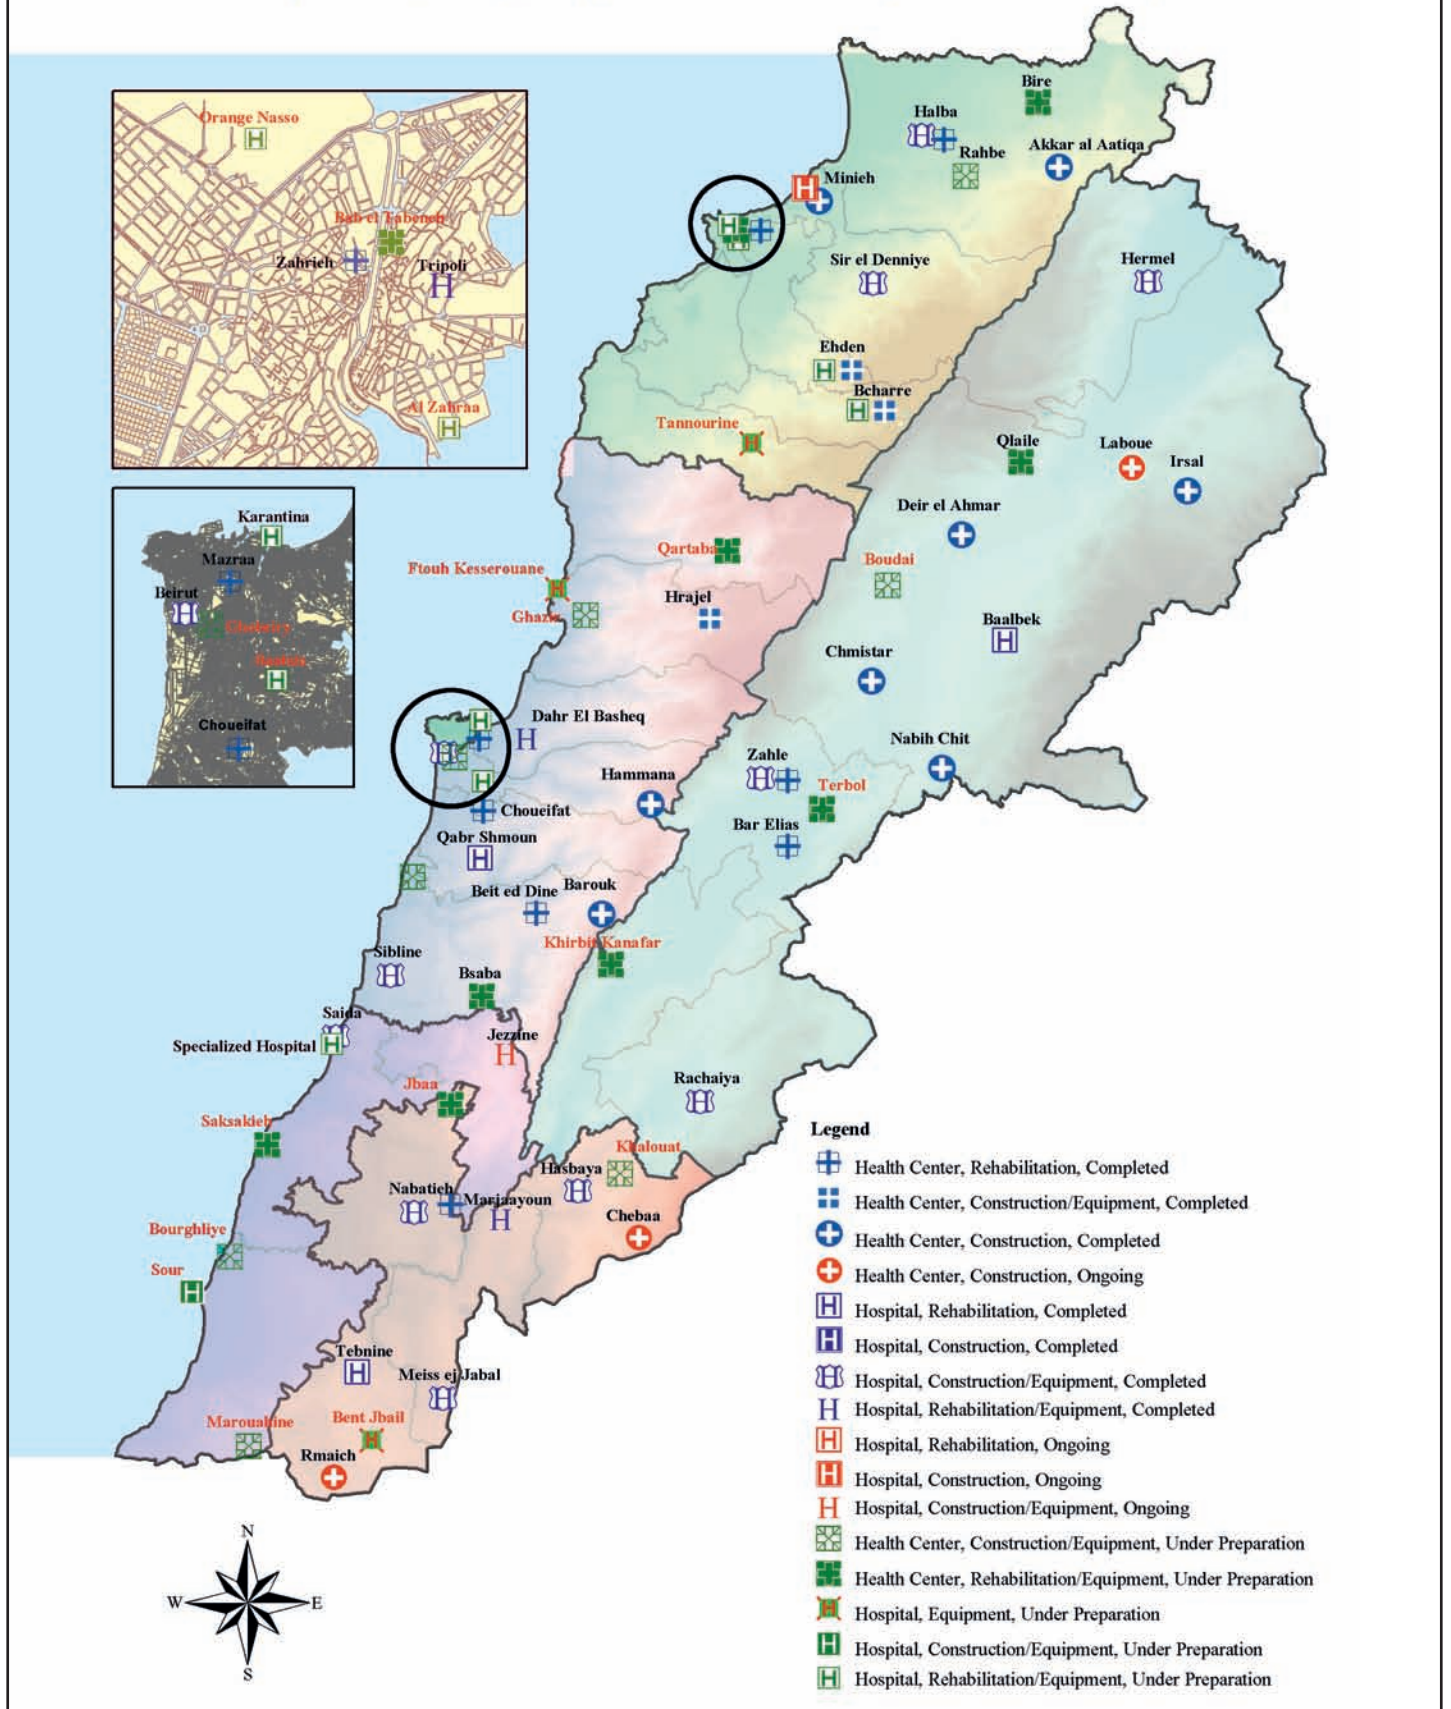 Bire
Halba
Rahbe
Akkar al Aatiqa
Minieh
Orange Nasso
Bab el Tabeneh
Zahrieh
Tripoli
Al Zahraa
Sir el Denniye
Hermel
Ehden
Bcharre
Tannourine
Qlaile
Laboue
Irsal
Deir el Ahmar
Karantina
Mazraa
Beirut
Choueifat
Qartaba
Boudai
Ftouh Kesserouane
Ghazir
Hrajel
Baalbek
Chmistar
Dahr El Basheq
Nabih Chit
Zahle
Hammana
Terbol
Choueifat
Bar Elias
Qabr Shmoun
Beit ed Dine
Barouk
Khirbit Kanafar
Sibline
Bsaba
Saida
Specialized Hospital
Jezzine
Jbaa
Rachaiya
Saksakieh
Khalouat
Hasbaya
Nabatieh
Marjaayoun
Chebaa
Bourghliye
Sour
Tebnine
Meiss ej Jabal
Marouahine
Bent Jbail
Rmaich
N
W
E
S
Legend
Health Center, Rehabilitation, Completed
Health Center, Construction/Equipment, Completed
Health Center, Construction, Completed
Health Center, Construction, Ongoing
H Hospital, Rehabilitation, Completed
H Hospital, Construction, Completed
H Hospital, Construction/Equipment, Completed
H Hospital, Rehabilitation/Equipment, Completed
H Hospital, Rehabilitation, Ongoing
H Hospital, Construction, Ongoing
H Hospital, Construction/Equipment, Ongoing
Health Center, Construction/Equipment, Under Preparation
Health Center, Rehabilitation/Equipment, Under Preparation
H Hospital, Equipment, Under Preparation
H Hospital, Construction/Equipment, Under Preparation
H Hospital, Rehabilitation/Equipment, Under Preparation